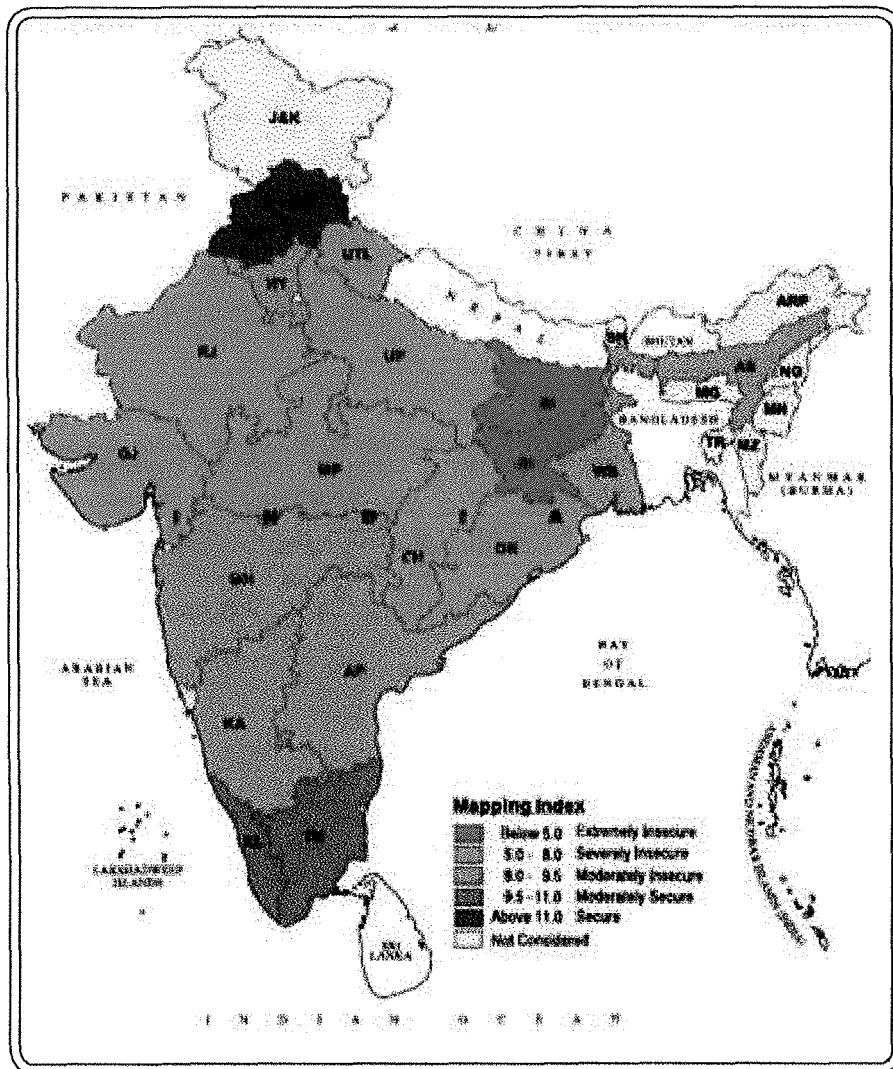 J&K
PAKISTAN
CHINA
TIBET
UTL
HY
NEPAL
ARP
RJ
UP
BHUTAN
AS
NG
MG
BANGLADESH
MN
TR
MZ
GJ
MP
WB
MYANMAR
(BURMA)
I N D I A
CH
OR
MH
BAY
OF
BENGAL
ARABIAN
SEA
AP
KA
Mapping Index
Below 5.0 Extremely Insecure
5.0 - 8.0 Severely Insecure
8.0 - 9.5 Moderately Insecure
9.5 - 11.0 Moderately Secure
Above 11.0 Secure
Not Considered
KL
TN
LAKSHADWEEP
ISLANDS
SRI
LANKA
INDIAN OCEAN